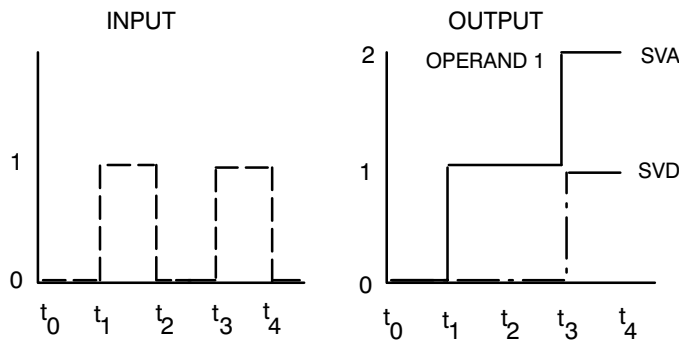 INPUT
1
0
t0 t1 t2 t3 t4
OUTPUT
2
OPERAND 1
SVA
1
SVD
0
t0 t1 t2 t3 t4